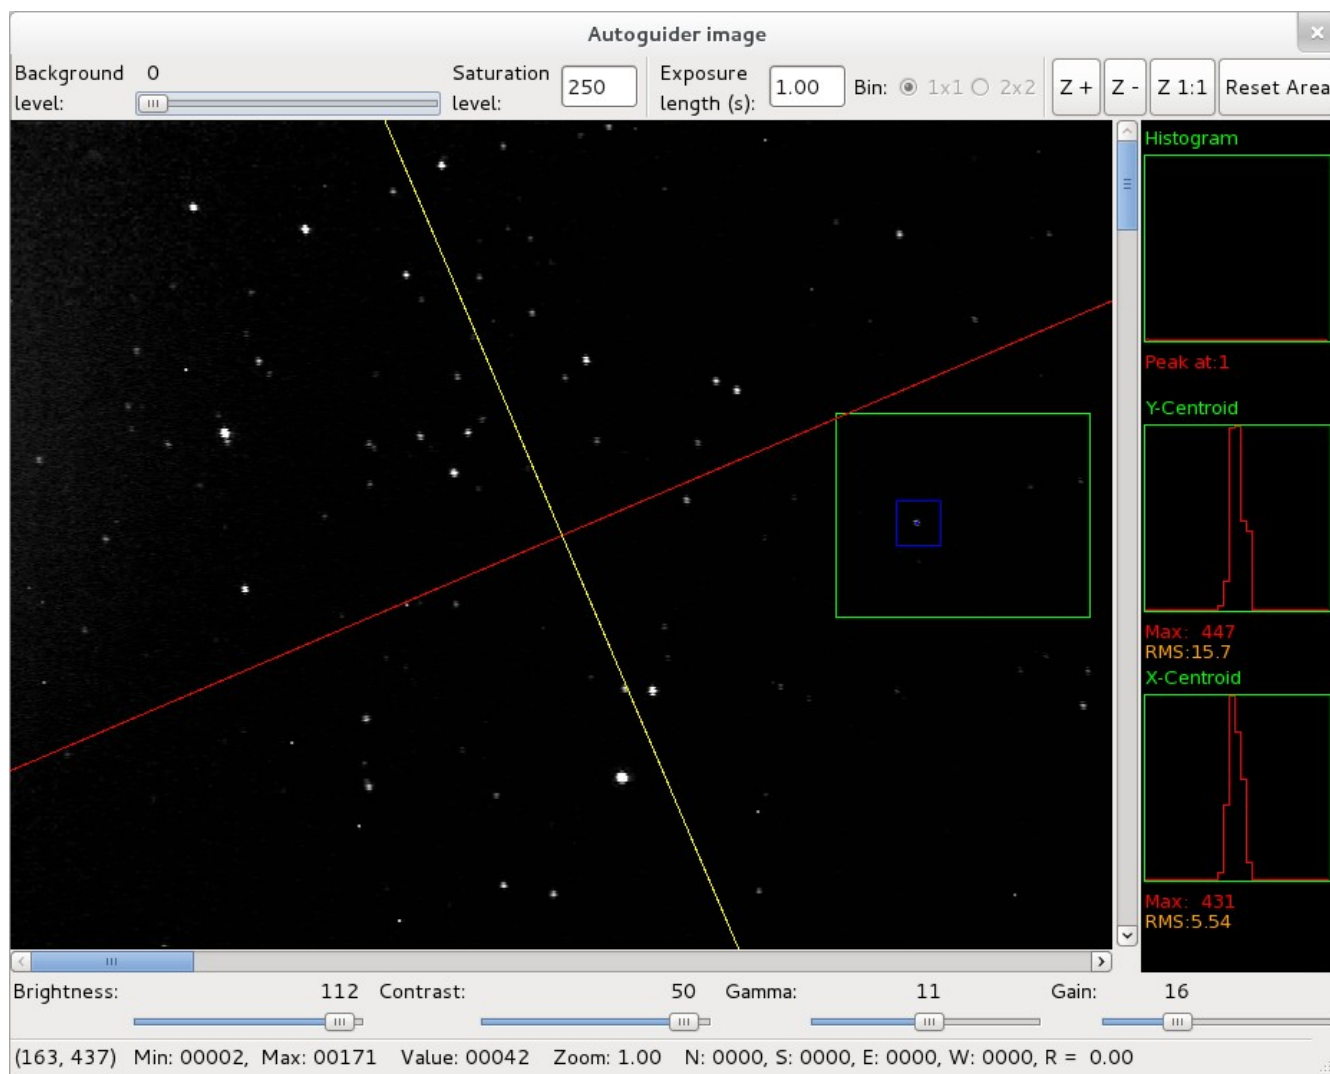 Autoguider image
Background level: 0 Saturation level: 250 Exposure length (s): 1.00 Bin: 1x1 2x2 Z + Z - Z 1:1 Reset Area
Histogram
Peak at:1
Y-Centroid
Max: 447
RMS:15.7
X-Centroid
Max: 431
RMS:5.54
Brightness: 112 Contrast: 50 Gamma: 11 Gain: 16
(163, 437) Min: 00002, Max: 00171 Value: 00042 Zoom: 1.00 N: 0000, S: 0000, E: 0000, W: 0000, R = 0.00